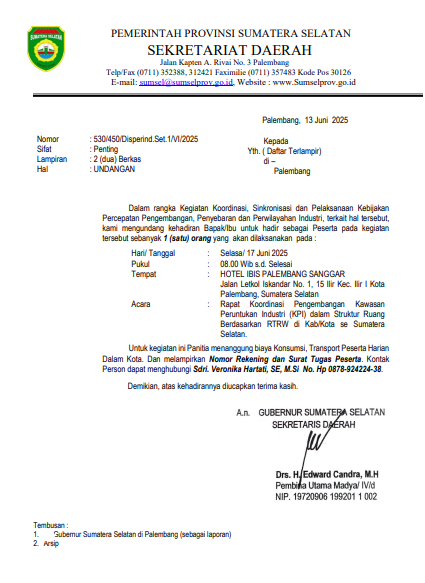 SUMATERA SELATAN
PEMERINTAH PROVINSI SUMATERA SELATAN
SEKRETARIAT DAERAH
Jalan Kapten A. Rivai No. 3 Palembang
Telp/Fax (0711) 352388, 312421 Faximilie (0711) 357483 Kode Pos 30126
E-mail: sumsel@sumselprov.go.id, Website : www.Sumselprov.go.id
Palembang, 13 Juni 2025
Nomor : 530/450/Disperind.Set.1/VI/2025
Sifat : Penting
Lampiran : 2 (dua) Berkas
Hal : UNDANGAN
Kepada
Yth. ( Daftar Terlampir)
di –
Palembang
Dalam rangka Kegiatan Koordinasi, Sinkronisasi dan Pelaksanaan Kebijakan
Percepatan Pengembangan, Penyebaran dan Perwilayahan Industri, terkait hal tersebut,
kami mengundang kehadiran Bapak/Ibu untuk hadir sebagai Peserta pada kegiatan
tersebut sebanyak 1 (satu) orang yang akan dilaksanakan pada :
Hari/ Tanggal : Selasa/ 17 Juni 2025
Pukul : 08.00 Wib s.d. Selesai
Tempat : HOTEL IBIS PALEMBANG SANGGAR
Jalan Letkol Iskandar No. 1, 15 Ilir Kec. Ilir I Kota
Palembang, Sumatera Selatan
Acara : Rapat Koordinasi Pengembangan Kawasan
Peruntukan Industri (KPI) dalam Struktur Ruang
Berdasarkan RTRW di Kab/Kota se Sumatera
Selatan.
Untuk kegiatan ini Panitia menanggung biaya Konsumsi, Transport Peserta Harian
Dalam Kota. Dan melampirkan Nomor Rekening dan Surat Tugas Peserta. Kontak
Person dapat menghubungi Sdri. Veronika Hartati, SE, M.Si No. Hp 0878-924224-38.
Demikian, atas kehadirannya diucapkan terima kasih.
A.n. GUBERNUR SUMATERA SELATAN
SEKRETARIS DAERAH
Drs. H. Edward Candra, M.H
Pembina Utama Madya/ IV/d
NIP. 19720906 199201 1 002
Tembusan :
1. Gubernur Sumatera Selatan di Palembang (sebagai laporan)
2. Arsip